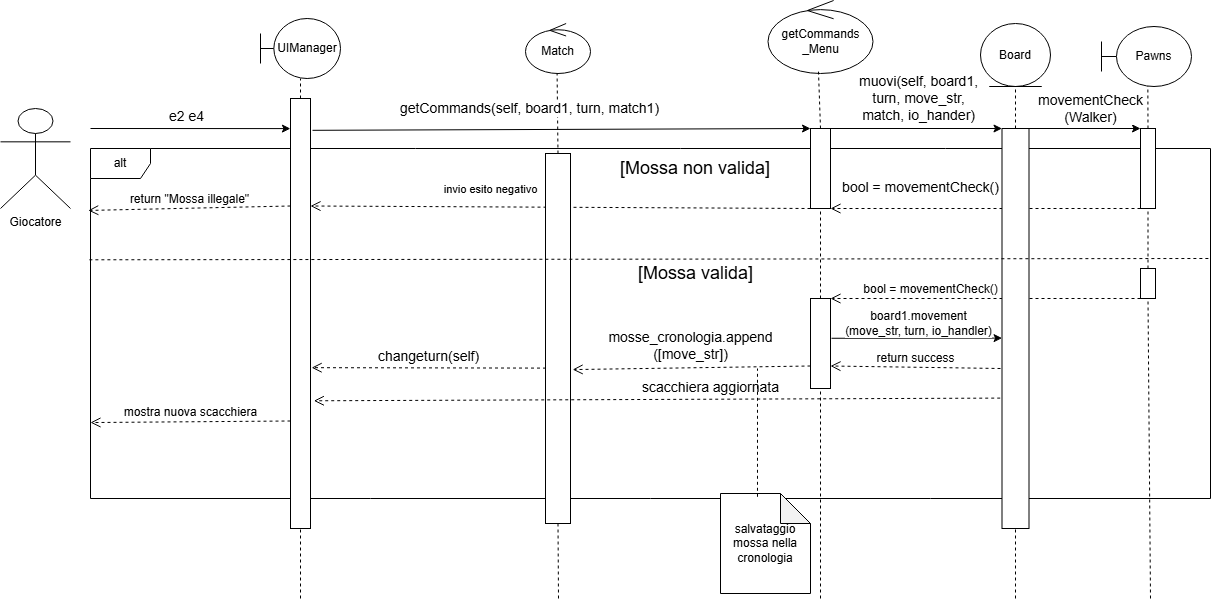 UIManager
Match
getCommands
_Menu
Board
Pawns
Giocatore
e2 e4
getCommands(self, board1, turn, match1)
muovi(self, board1,
turn, move_str,
match, io_hander)
movementCheck
(Walker)
alt
[Mossa non valida]
return "Mossa illegale"
invio esito negativo
bool = movementCheck()
[Mossa valida]
bool = movementCheck()
board1.movement
(move_str, turn, io_handler)
mosse_cronologia.append
([move_str])
changeturn(self)
return success
scacchiera aggiornata
mostra nuova scacchiera
salvataggio
mossa nella
cronologia